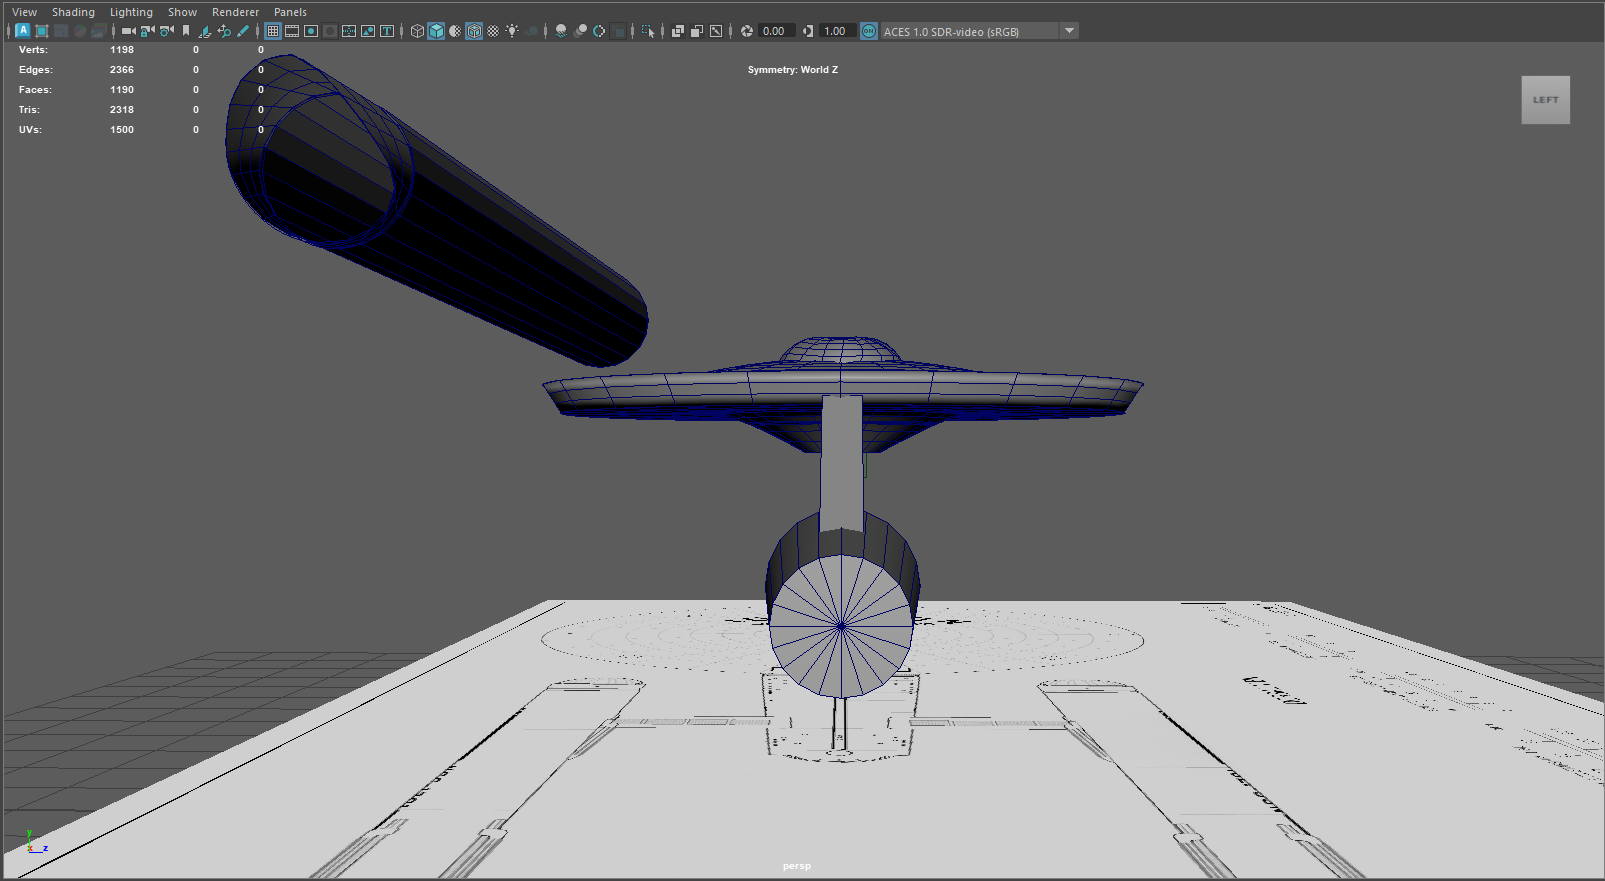 View Shading Lighting Show Renderer Panels
A T 0.00 1.00 ON ACES 1.0 SDR-video (sRGB)
Verts: 1198 0 0
Edges: 2366 0 0
Faces: 1190 0 0
Tris: 2318 0 0
UVs: 1500 0 0
Symmetry: World Z
LEFT
y
x z
persp